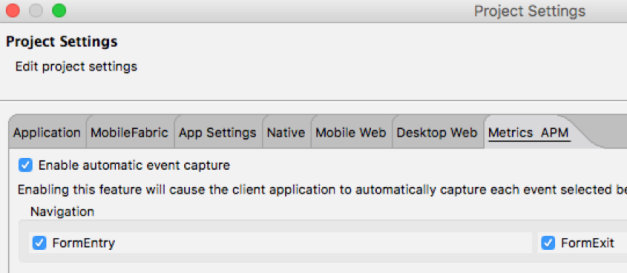 Project Settings
Project Settings
Edit project settings
Application MobileFabric App Settings Native Mobile Web Desktop Web Metrics APM
Enable automatic event capture
Enabling this feature will cause the client application to automatically capture each event selected be
Navigation
FormEntry FormExit